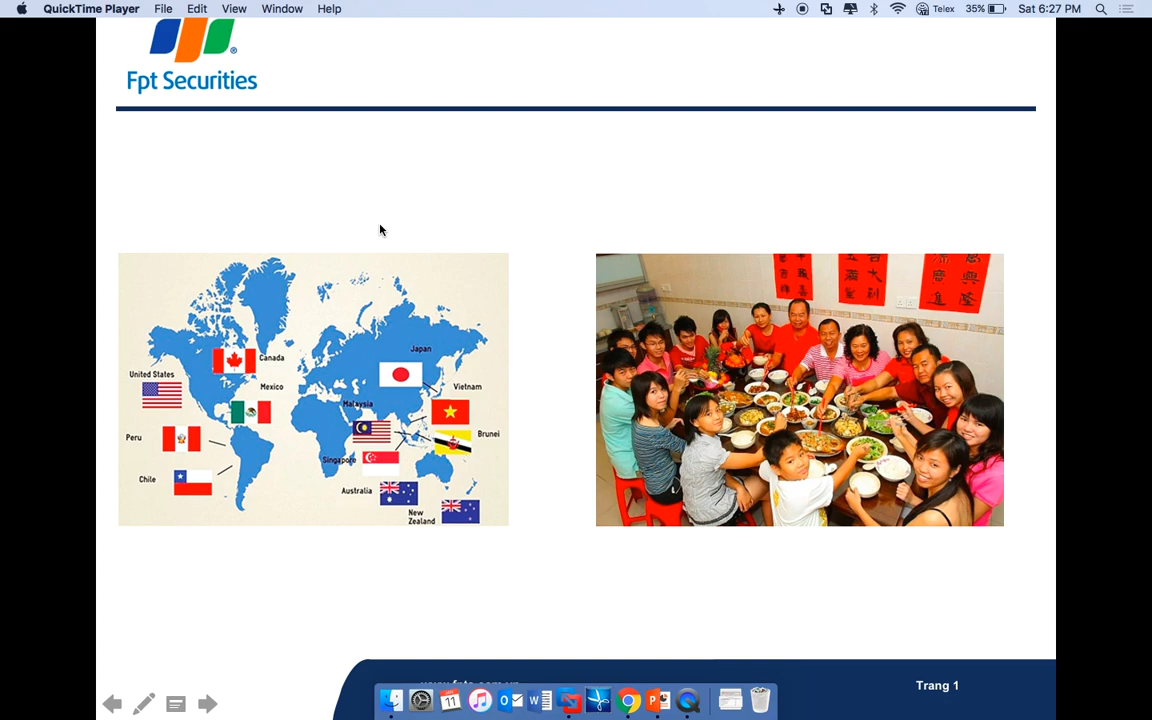 QuickTime Player File Edit View Window Help
Telex 35% Sat 6:27 PM
Fpt Securities
Canada
United States
Mexico
Japan
Vietnam
Malaysia
Peru
Brunei
Singapore
Chile
Australia
New
Zealand
Trang 1